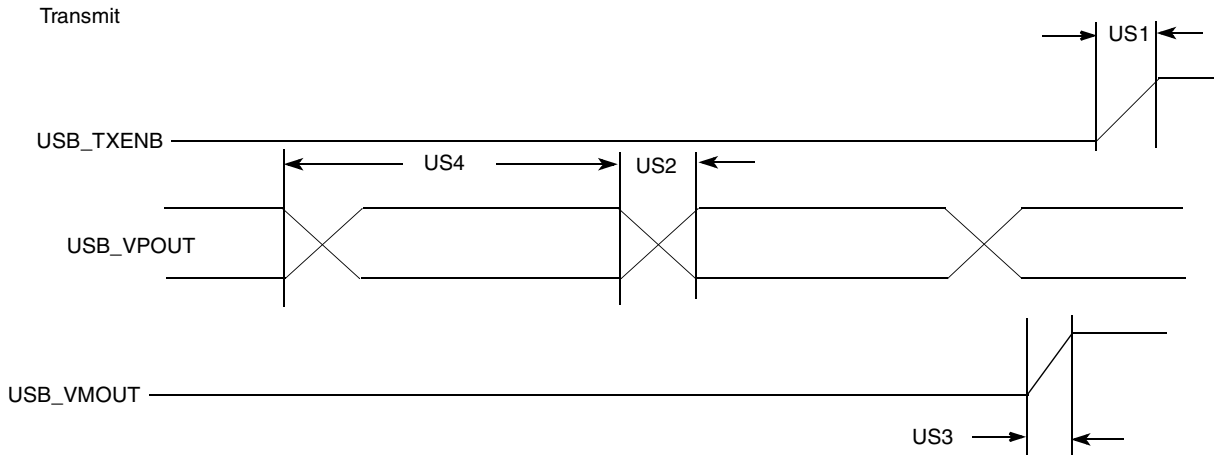 Transmit
US1
USB_TXENB
US4
US2
USB_VPOUT
USB_VMOUT
US3